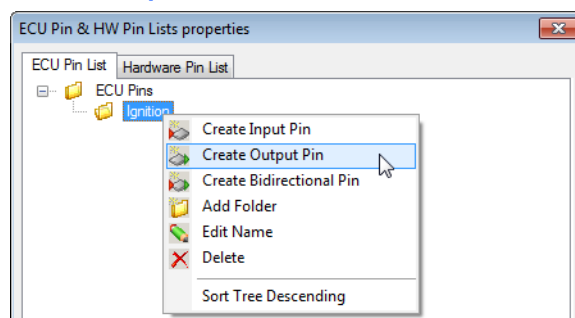 ECU Pin & HW Pin Lists properties
ECU Pin List Hardware Pin List
ECU Pins
Ignition
Create Input Pin
Create Output Pin
Create Bidirectional Pin
Add Folder
Edit Name
Delete
Sort Tree Descending